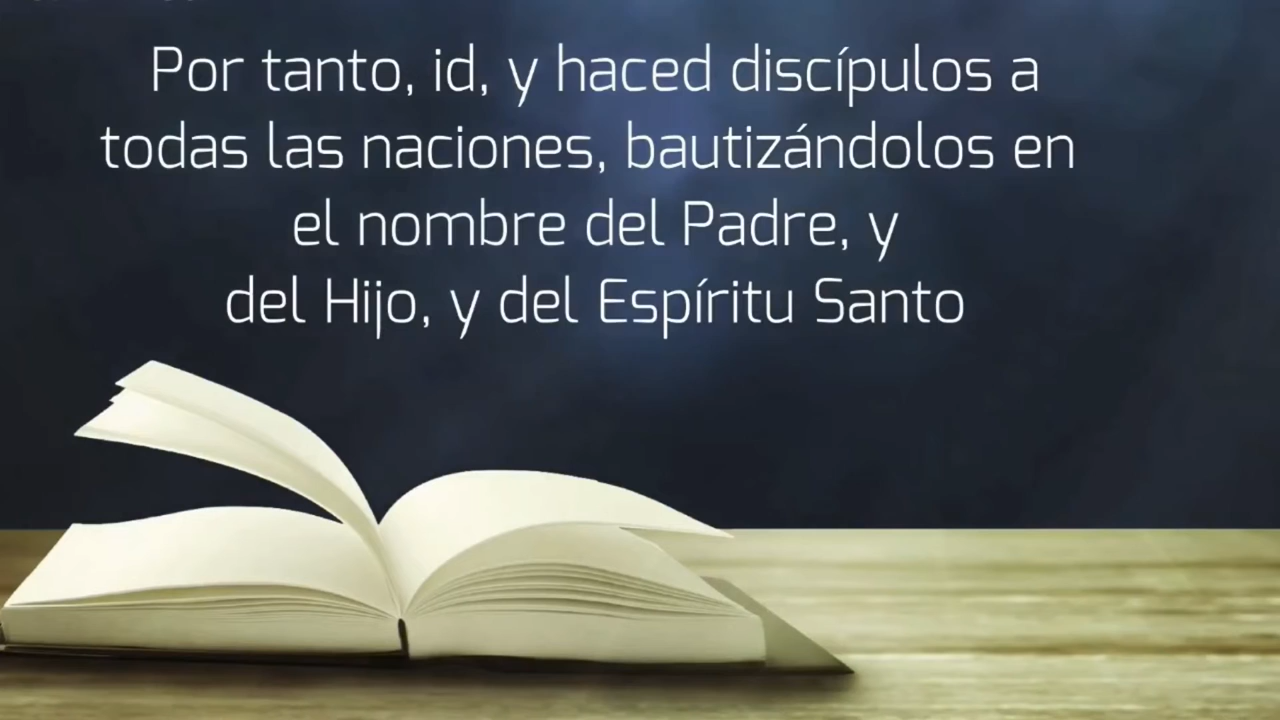 Por tanto, id, y haced discípulos a
todas las naciones, bautizándolos en
el nombre del Padre, y
del Hijo, y del Espíritu Santo